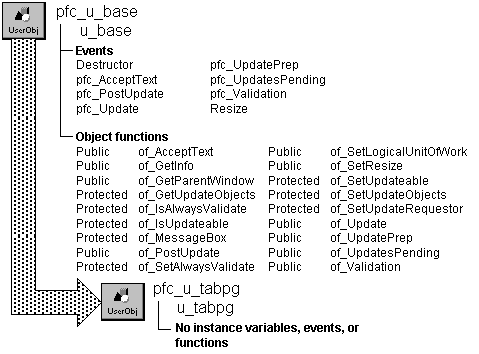 pfc_u_base
UserObj
u_base
Events
Destructor pfc_UpdatePrep
pfc_AcceptText pfc_UpdatesPending
pfc_PostUpdate pfc_Validation
pfc_Update Resize
Object functions
Public of_AcceptText Public of_SetLogicalUnitOfWork
Public of_GetInfo Public of_SetResize
Public of_GetParentWindow Protected of_SetUpdateable
Protected of_GetUpdateObjects Protected of_SetUpdateObjects
Protected of_IsAlwaysValidate Protected of_SetUpdateRequestor
Protected of_IsUpdateable Public of_Update
Protected of_MessageBox Public of_UpdatePrep
Public of_PostUpdate Public of_UpdatesPending
Protected of_SetAlwaysValidate Public of_Validation
pfc_u_tabpg
UserObj
u_tabpg
No instance variables, events, or
functions